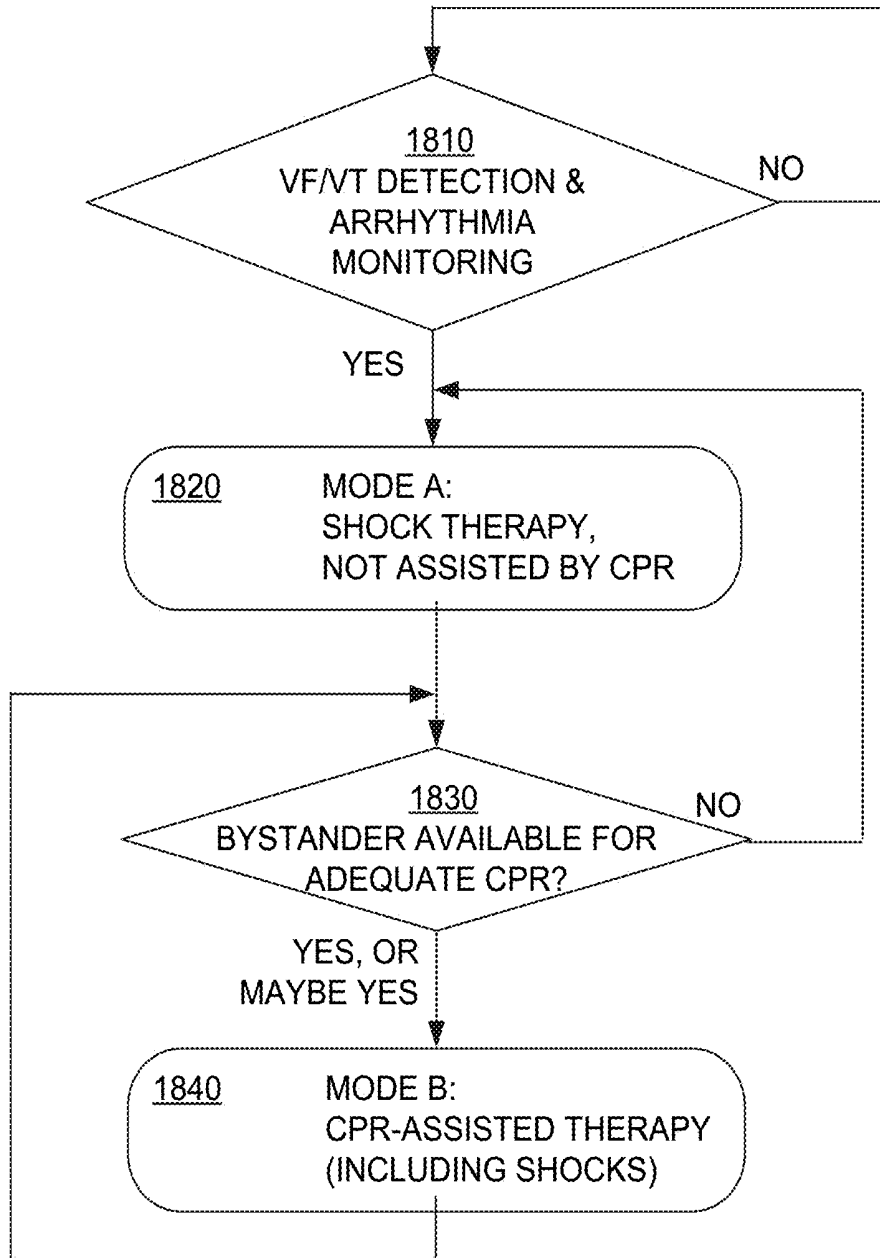 1810
VF/VT DETECTION &
ARRHYTHMIA
MONITORING
NO
YES
1820
MODE A:
SHOCK THERAPY,
NOT ASSISTED BY CPR
1830
BYSTANDER AVAILABLE FOR
ADEQUATE CPR?
NO
YES, OR
MAYBE YES
1840
MODE B:
CPR-ASSISTED THERAPY
(INCLUDING SHOCKS)